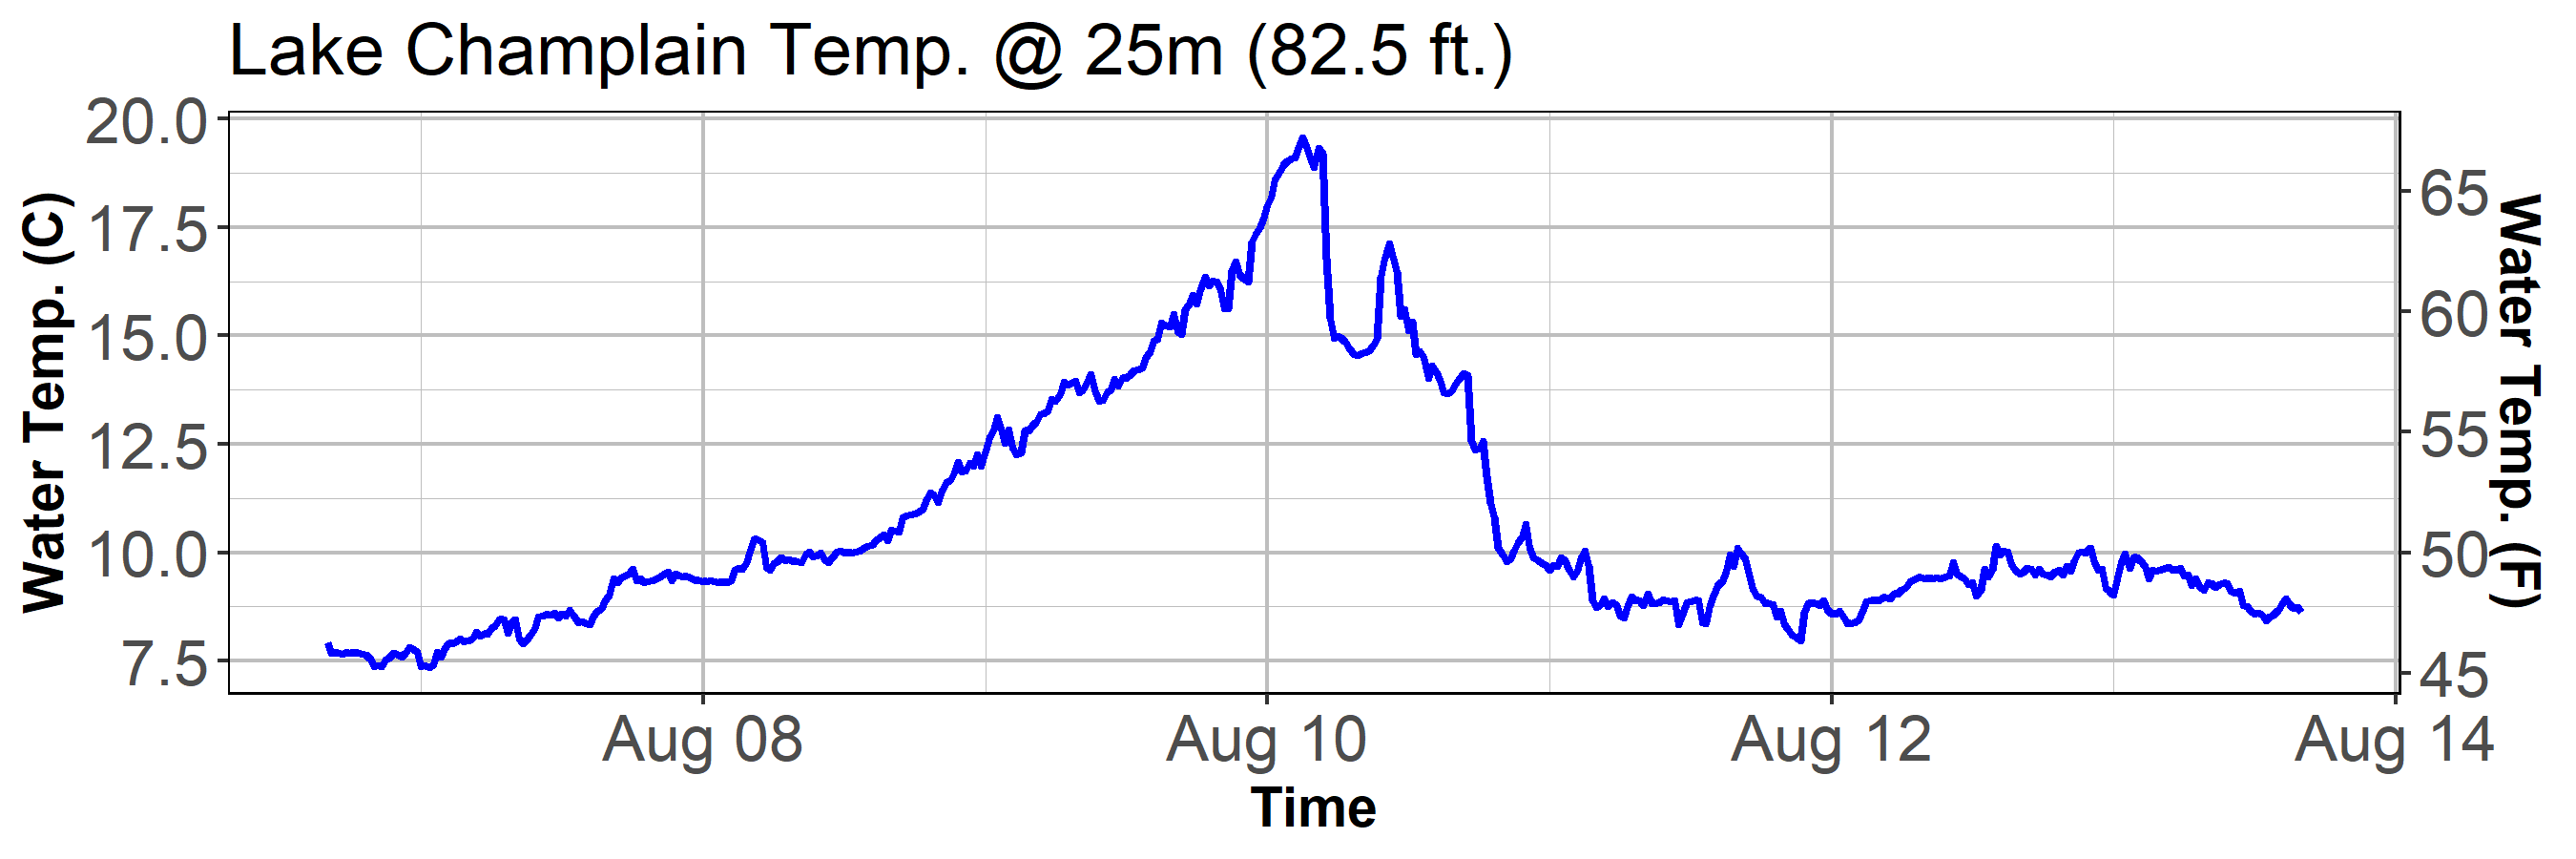 Lake Champlain Temp. @ 25m (82.5 ft.)
Water Temp. (C)
20.0
17.5
15.0
12.5
10.0
7.5
65
60
55
50
45
Water Temp. (F)
Aug 08 Aug 10 Aug 12 Aug 14
Time